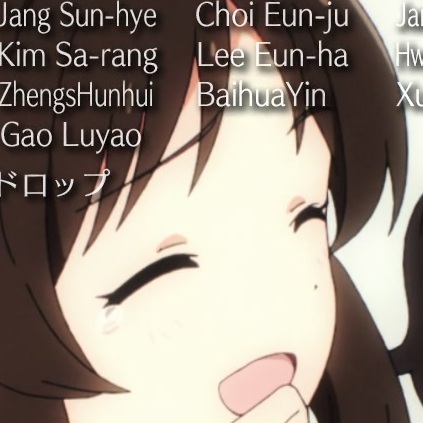 Jang Sun-hye Choi Eun-ju
Kim Sa-rang Lee Eun-ha
ZhengsHunhui BaihuaYin
Gao Luyao
ドロップ